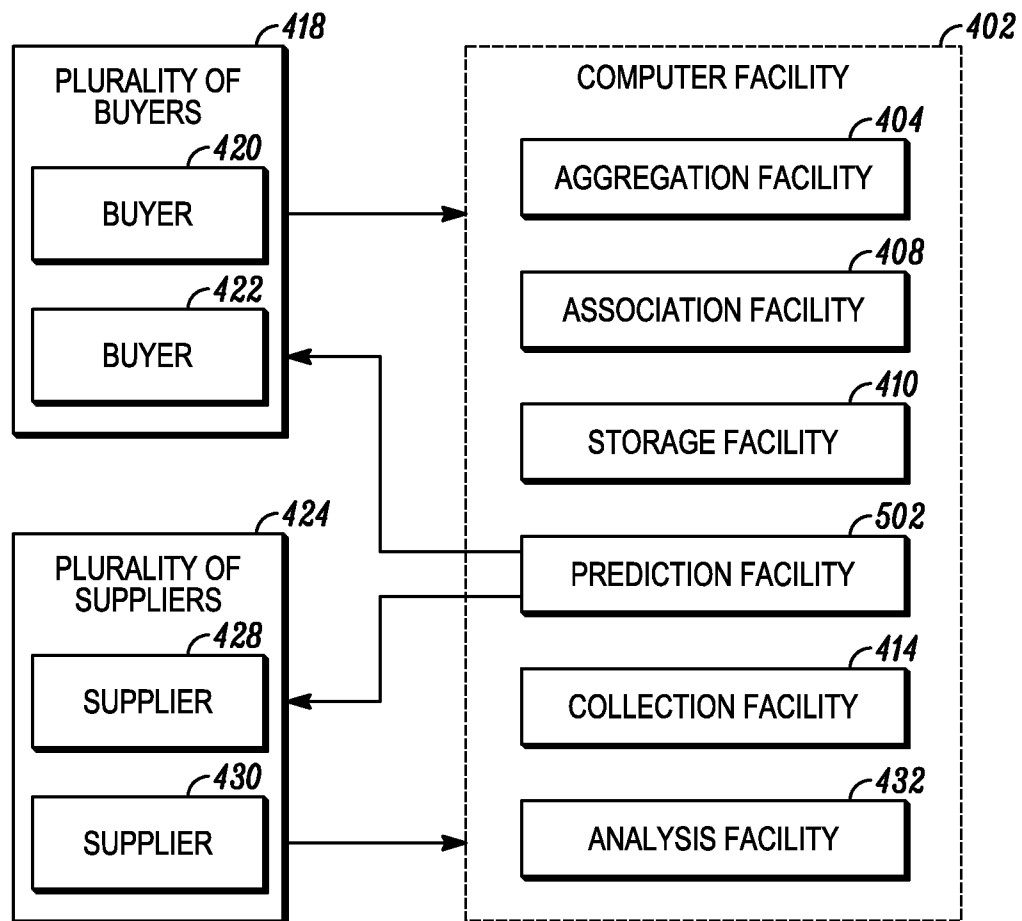 418
PLURALITY OF
BUYERS
420
BUYER
422
BUYER
424
PLURALITY OF
SUPPLIERS
428
SUPPLIER
430
SUPPLIER
402
COMPUTER FACILITY
404
AGGREGATION FACILITY
408
ASSOCIATION FACILITY
410
STORAGE FACILITY
502
PREDICTION FACILITY
414
COLLECTION FACILITY
432
ANALYSIS FACILITY